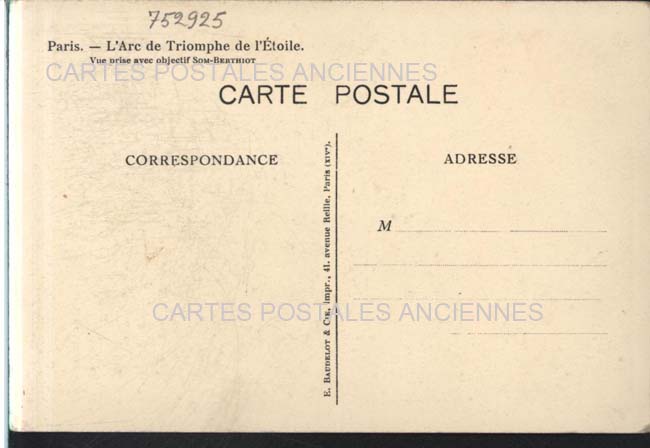 752925
Paris. — L'Arc de Triomphe de l'Étoile.
Vue prise avec objectif SOM-BERTHIOT
CARTES POSTALES ANCIENNES
CARTE POSTALE
CORRESPONDANCE
ADRESSE
M
E. BAUDELOT & CIE, Impr., 41, avenue Reille, Paris (XIVe).
CARTES POSTALES ANCIENNES